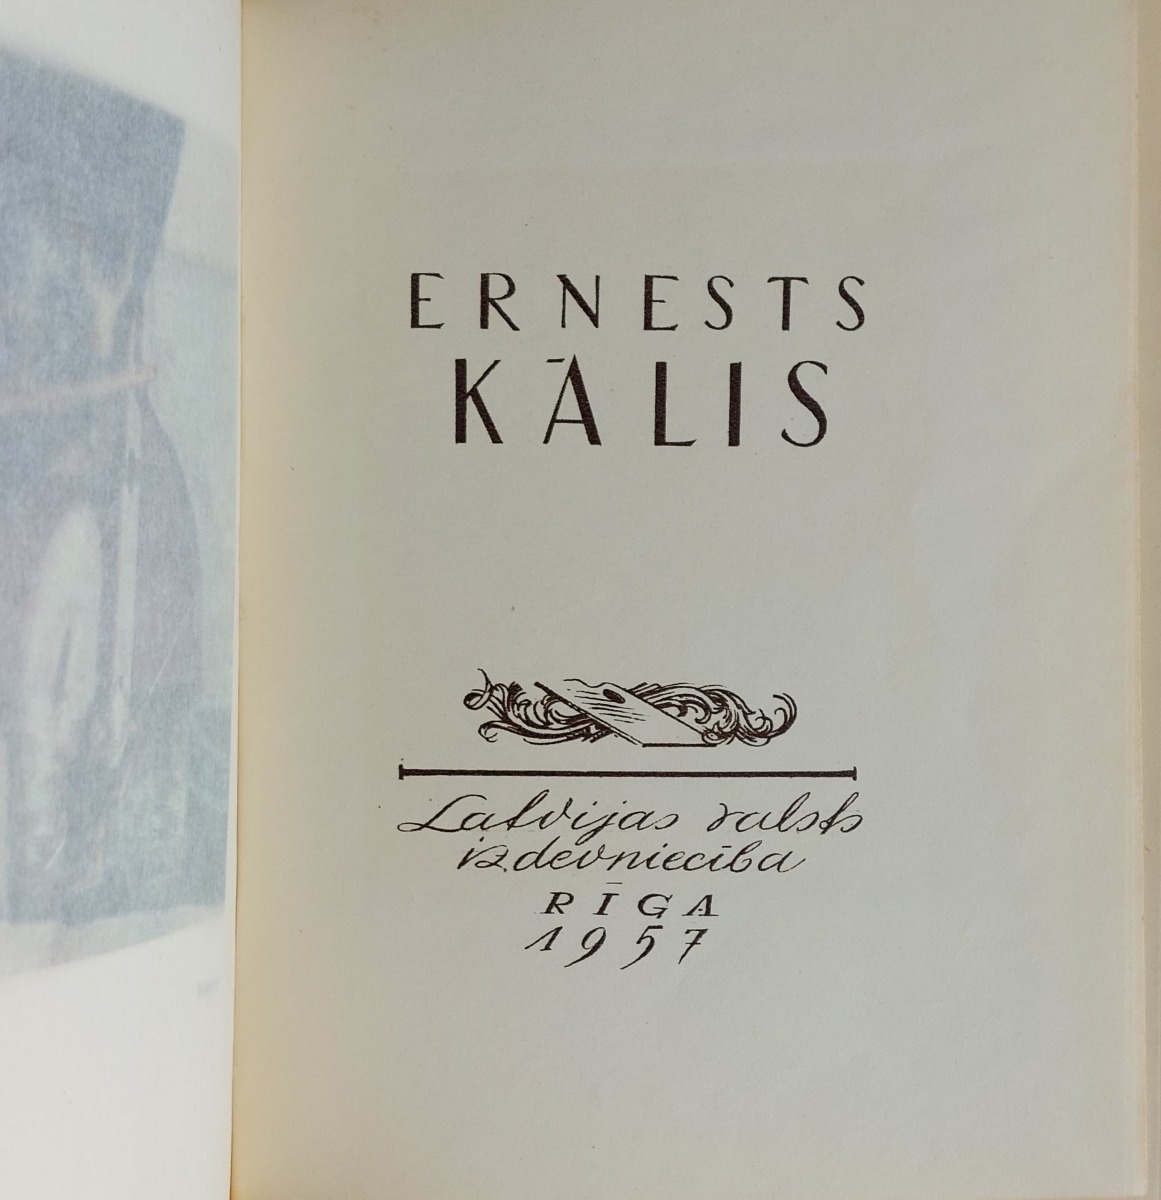 ERNESTS
KĀLIS
Latvijas valsts
izdevniecība
RĪGA
1957